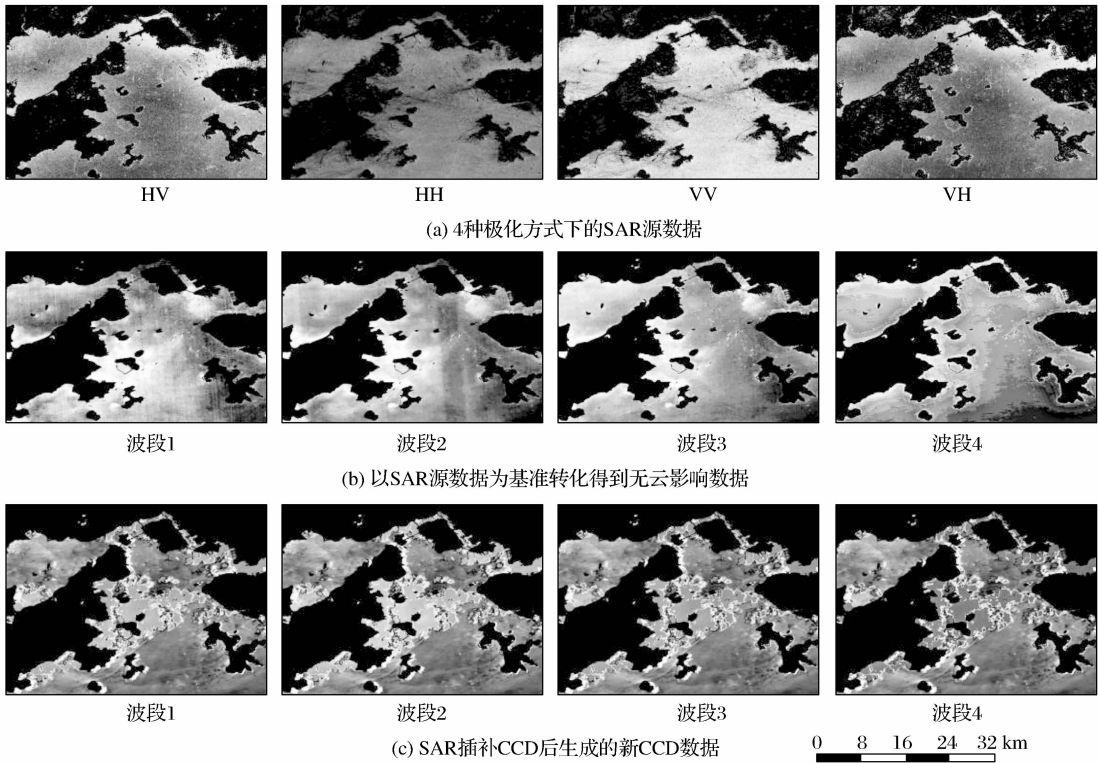 HV HH VV VH
(a) 4种极化方式下的SAR源数据
波段1 波段2 波段3 波段4
(b) 以SAR源数据为基准转化得到无云影响数据
波段1 波段2 波段3 波段4
(c) SAR插补CCD后生成的新CCD数据
0 8 16 24 32 km